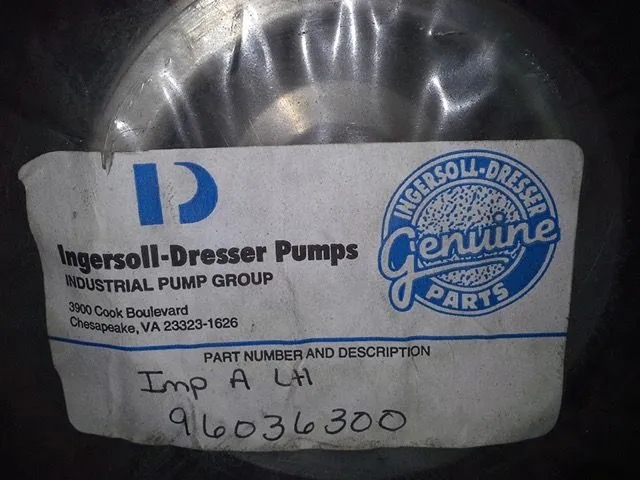 Ingersoll-Dresser Pumps
INDUSTRIAL PUMP GROUP
3900 Cook Boulevard
Chesapeake, VA 23323-1626
INGERSOLL-DRESSER
Genuine
PARTS
PART NUMBER AND DESCRIPTION
Imp A LH
96036300